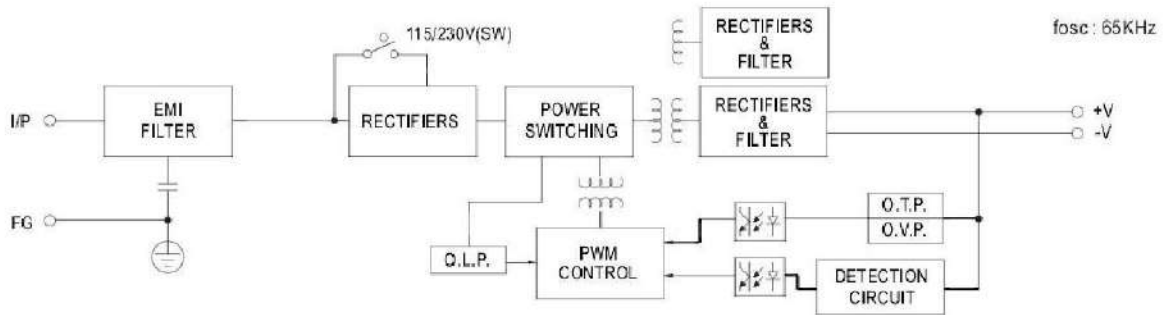 115/230V(SW)
RECTIFIERS
&
FILTER
fosc : 65KHz
I/P
EMI
FILTER
RECTIFIERS
POWER
SWITCHING
RECTIFIERS
&
FILTER
+V
-V
FG
O.L.P.
PWM
CONTROL
O.T.P.
O.V.P.
DETECTION
CIRCUIT